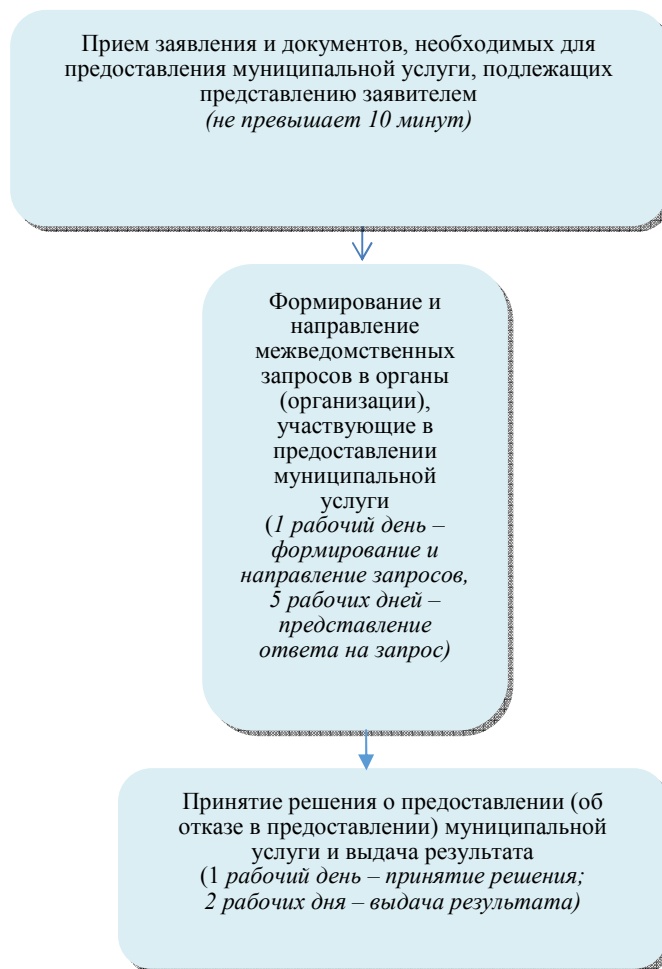 Прием заявления и документов, необходимых для
предоставления муниципальной услуги, подлежащих
представлению заявителем
(не превышает 10 минут)
Формирование и
направление
межведомственных
запросов в органы
(организации),
участвующие в
предоставлении
муниципальной
услуги
(1 рабочий день –
формирование и
направление запросов,
5 рабочих дней –
представление
ответа на запрос)
Принятие решения о предоставлении (об
отказе в предоставлении) муниципальной
услуги и выдача результата
(1 рабочий день – принятие решения;
2 рабочих дня – выдача результата)